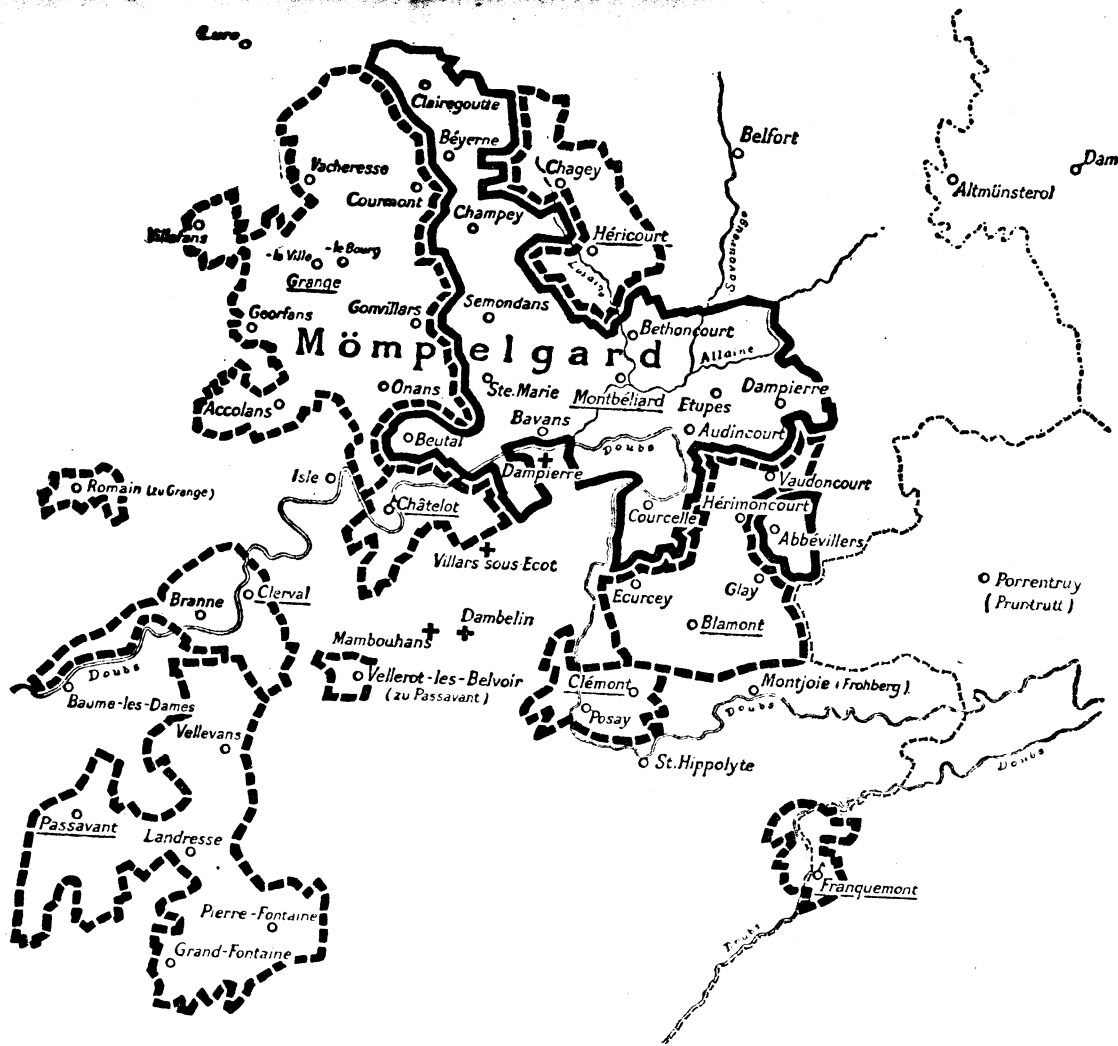 Lure
Clairegoutte
Béyerne
Belfort
Dam
Chagey
Altmünsterol
Vacheresse
Courmont
Champey
Villefans
Héricourt
-la Ville
-le Bourg
Grange
Lusaine
Savoureuse
Georfans
Gonvillars
Semondans
Bethoncourt
Mömpelgard
Allaine
Onans
Ste.Marie
Montbéliard
Etupes
Dampierre
Accolans
Bavans
Audincourt
Beutal
Doubs
Dampierre
Vaudoncourt
Isle
Romain (zu Grange)
Châtelot
Courcelle
Hérimoncourt
Abbévillers
Villars sous Ecot
Clerval
Ecurcey
Glay
Porrentruy
(Pruntrutt)
Branne
Dambelin
Blamont
Mambouhans
Doubs
Vellerot-les-Belvoir
(zu Passavant)
Clémont
Montjoie (Frohberg)
Baume-les-Dames
Posay
Doubs
Vellevans
St.Hippolyte
Doubs
Passavant
Landresse
Franquemont
Pierre-Fontaine
Doubs
Grand-Fontaine